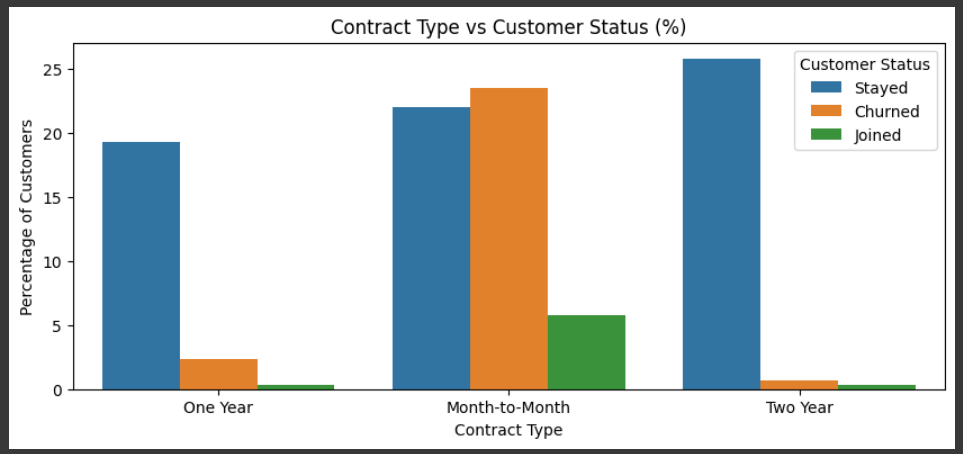 Contract Type vs Customer Status (%)
Percentage of Customers
25
20
15
10
5
0
Customer Status
Stayed
Churned
Joined
One Year
Month-to-Month
Two Year
Contract Type